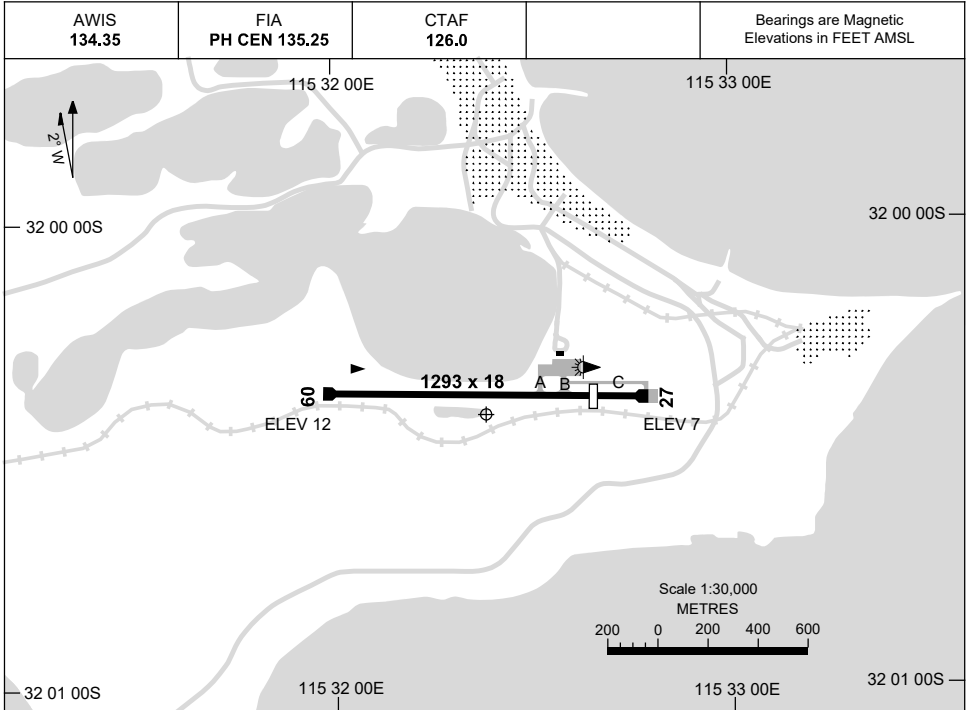 AWIS
134.35
FIA
PH CEN 135.25
CTAF
126.0
Bearings are Magnetic
Elevations in FEET AMSL
115 32 00E
115 33 00E
2° W
32 00 00S
32 00 00S
1293 x 18
A
B
C
09
27
ELEV 12
ELEV 7
Scale 1:30,000
METRES
200 0 200 400 600
32 01 00S
115 32 00E
115 33 00E
32 01 00S